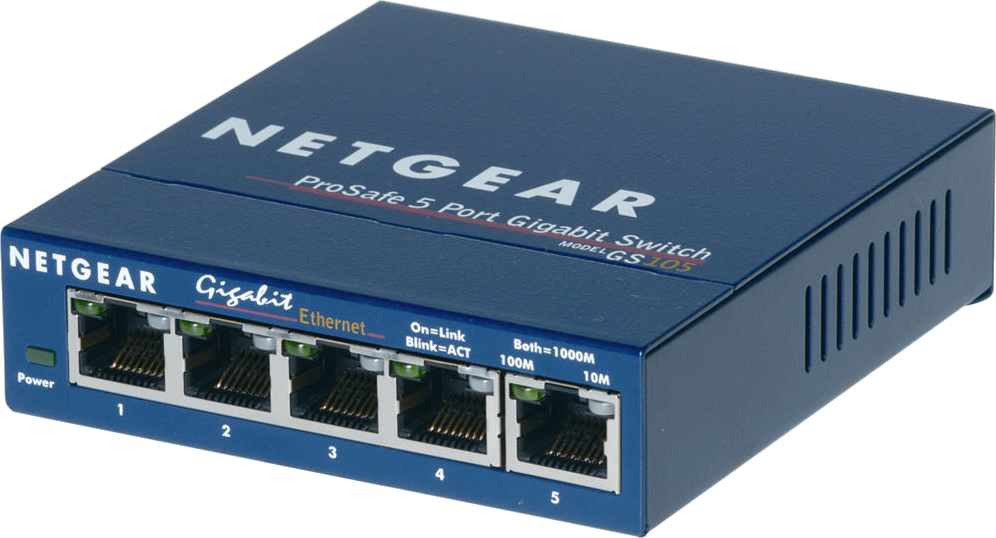 NETGEAR
ProSafe 5 Port Gigabit Switch
MODEL GS105
NETGEAR
Gigabit
Ethernet
On=Link
Blink=ACT
Both=1000M
100M 10M
Power
1 2 3 4 5